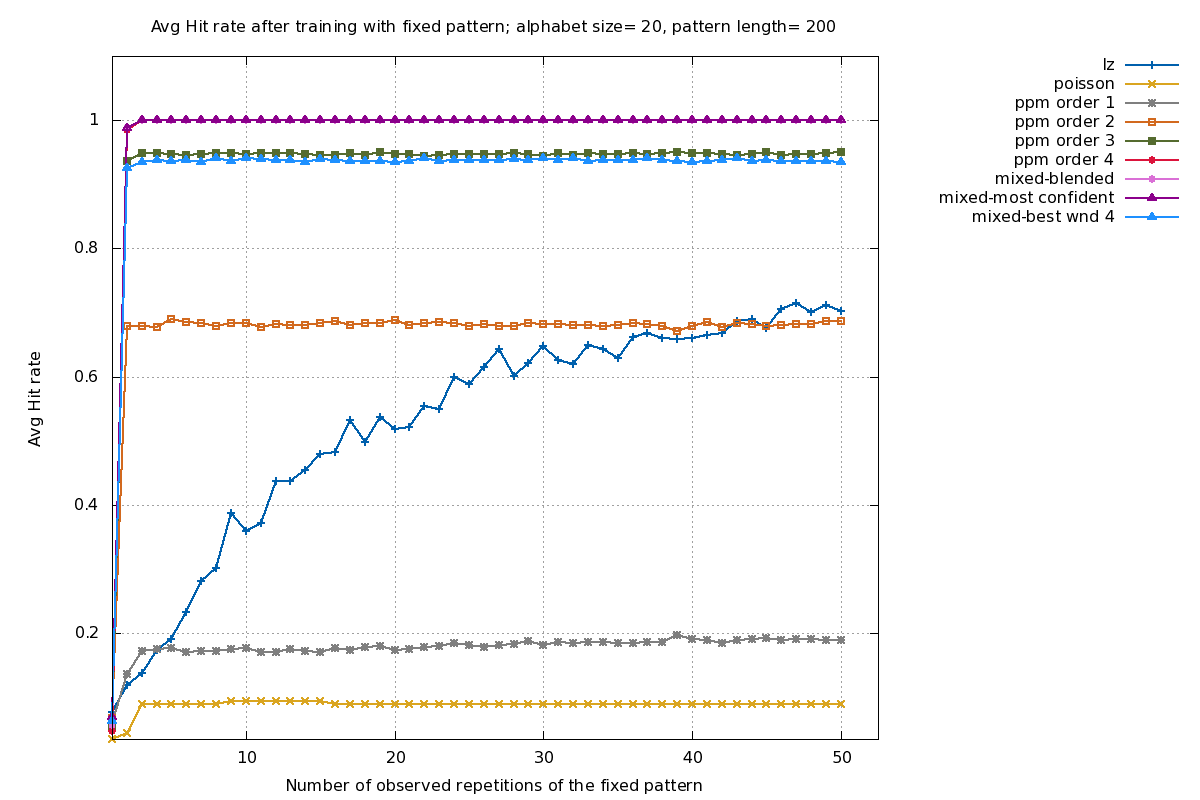 Avg Hit rate after training with fixed pattern; alphabet size= 20, pattern length= 200
lz
poisson
ppm order 1
ppm order 2
ppm order 3
ppm order 4
mixed-blended
mixed-most confident
mixed-best wnd 4
1
0.8
0.6
0.4
0.2
Avg Hit rate
10 20 30 40 50
Number of observed repetitions of the fixed pattern